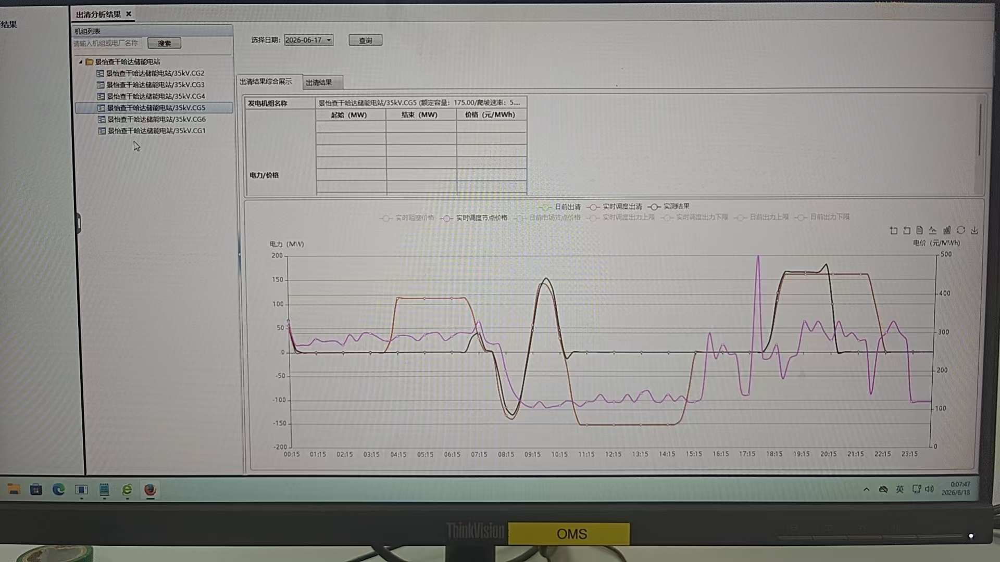 结果
出清分析结果 ×
机组列表
请输入机组或电厂名称 搜索
景怡查干哈达储能电站
景怡查干哈达储能电站/35kV.CG2
景怡查干哈达储能电站/35kV.CG3
景怡查干哈达储能电站/35kV.CG4
景怡查干哈达储能电站/35kV.CG5
景怡查干哈达储能电站/35kV.CG6
景怡查干哈达储能电站/35kV.CG1
选择日期: 2026-06-17 查询
出清结果综合展示 出清结果
发电机组名称 景怡查干哈达储能电站/35kV.CG5 (额定容量: 175.00/爬坡速率: 5....
起始 (MW) 结束 (MW) 价格 (元/MWh)
电力/价格
日前出清 实时调度出清 实测结果
实时阻塞价格 实时调度节点价格 日前市场节点价格 实时调度出力上限 实时调度出力下限 日前出力上限 日前出力下限
电力 (MW) 电价 (元/MWh)
200 500
150
400
100
50
300
0
200
-50
-100
100
-150
-200 0
00:15 01:15 02:15 03:15 04:15 05:15 06:15 07:15 08:15 09:15 10:15 11:15 12:15 13:15 14:15 15:15 16:15 17:15 18:15 19:15 20:15 21:15 22:15 23:15
英 0:07:47
2026/6/18
ThinkVision OMS